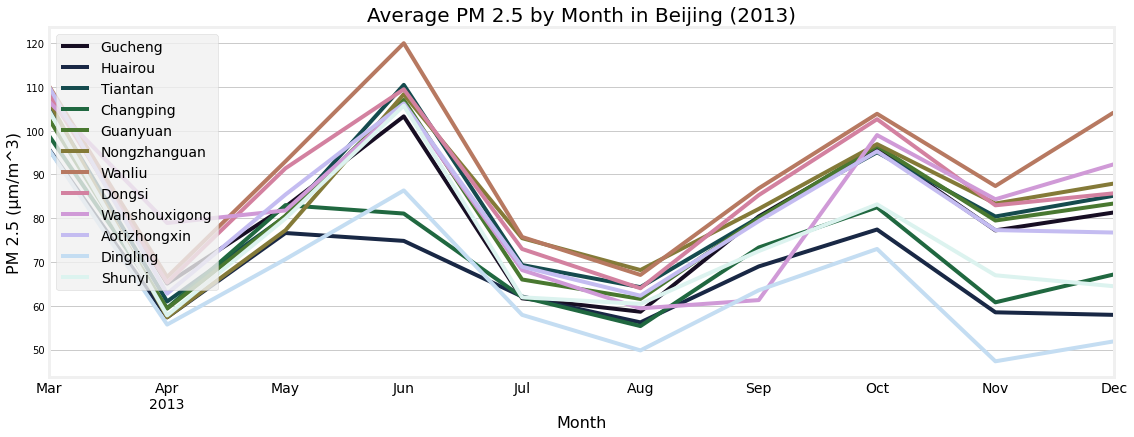 Average PM 2.5 by Month in Beijing (2013)
PM 2.5 (μm/m^3)
120
110
100
90
80
70
60
50
Gucheng
Huairou
Tiantan
Changping
Guanyuan
Nongzhanguan
Wanliu
Dongsi
Wanshouxigong
Aotizhongxin
Dingling
Shunyi
Mar Apr May Jun Jul Aug Sep Oct Nov Dec
2013
Month